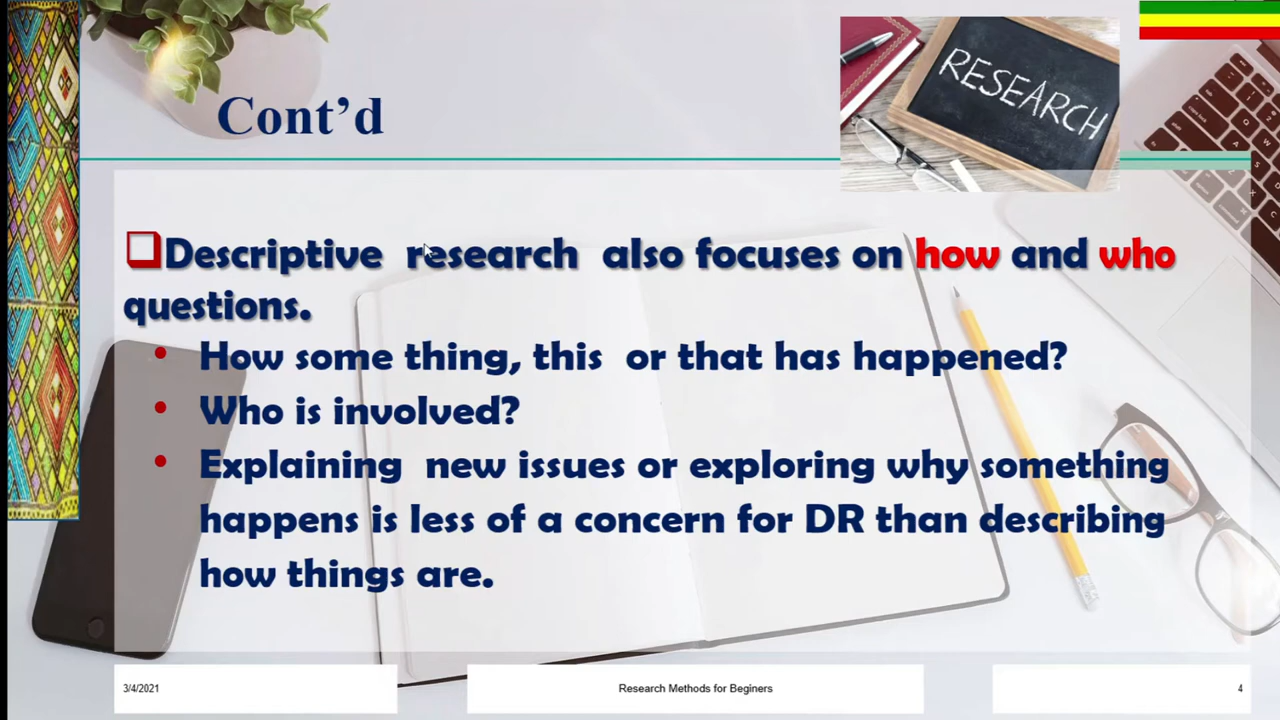 RESEARCH
Cont’d
Descriptive research also focuses on how and who
questions.
• How some thing, this or that has happened?
• Who is involved?
• Explaining new issues or exploring why something
happens is less of a concern for DR than describing
how things are.
3/4/2021
Research Methods for Beginers
4